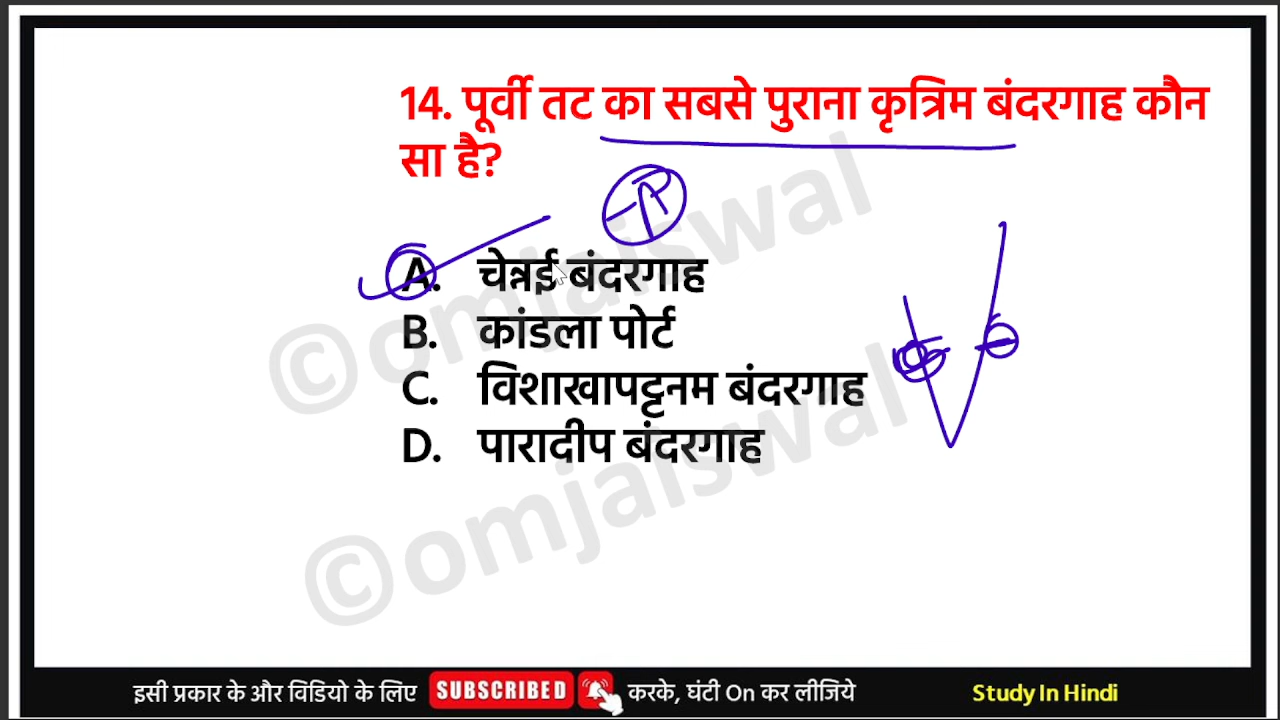 14. पूर्वी तट का सबसे पुराना कृत्रिम बंदरगाह कौन
सा है?
A. चेन्नई बंदरगाह
B. कांडला पोर्ट
C. विशाखापट्टनम बंदरगाह
D. पारादीप बंदरगाह
©omjaiswal
©omjaiswal
इसी प्रकार के और विडियो के लिए SUBSCRIBED करके, घंटी On कर लीजिये Study In Hindi